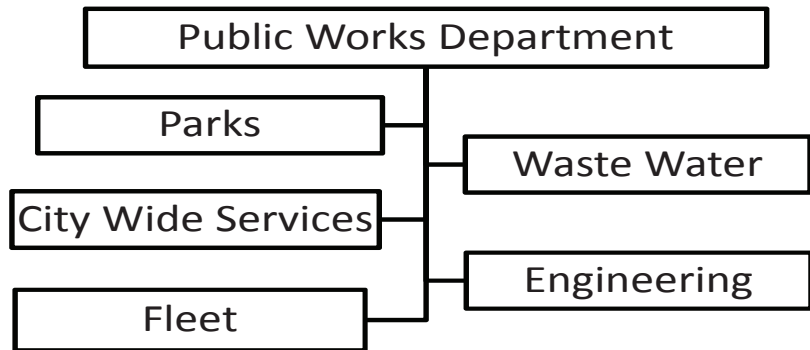 Public Works Department
Parks
Waste Water
City Wide Services
Engineering
Fleet